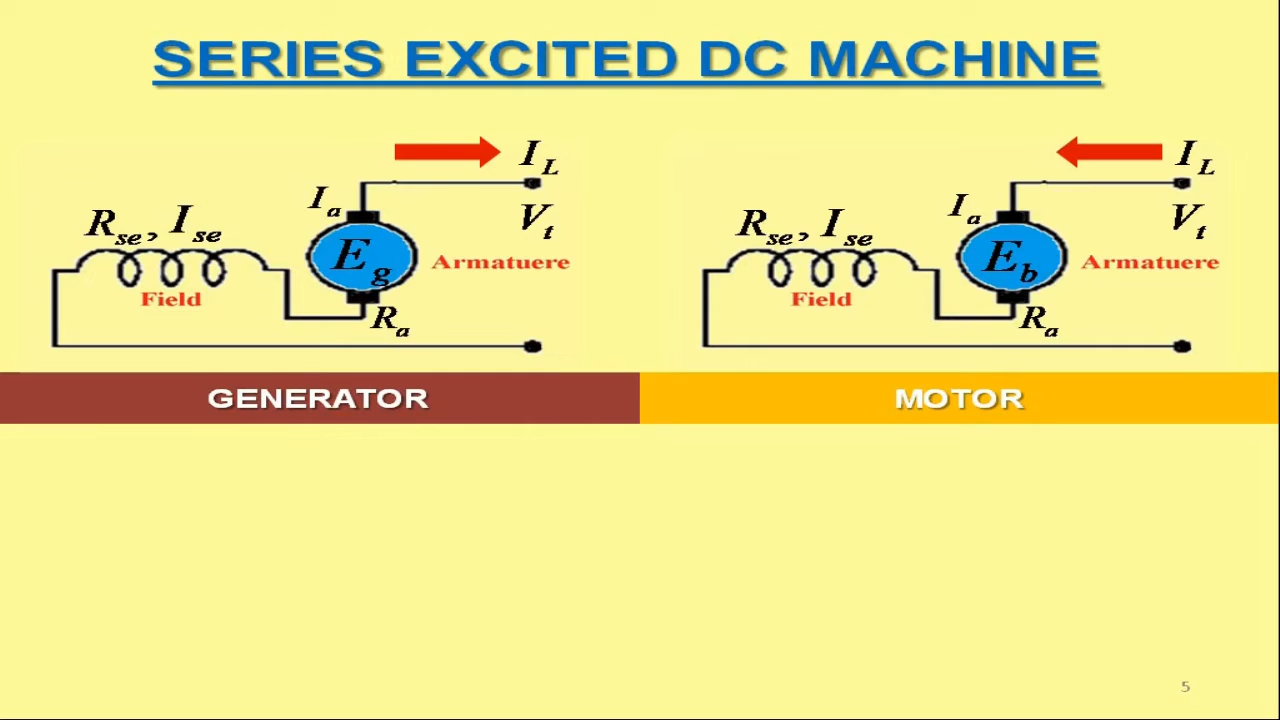 SERIES EXCITED DC MACHINE
I_L
I_a
R_se, I_se
V_t
E_g
Armatuere
Field
R_a
I_L
I_a
R_se, I_se
V_t
E_b
Armatuere
Field
R_a
GENERATOR
MOTOR
5